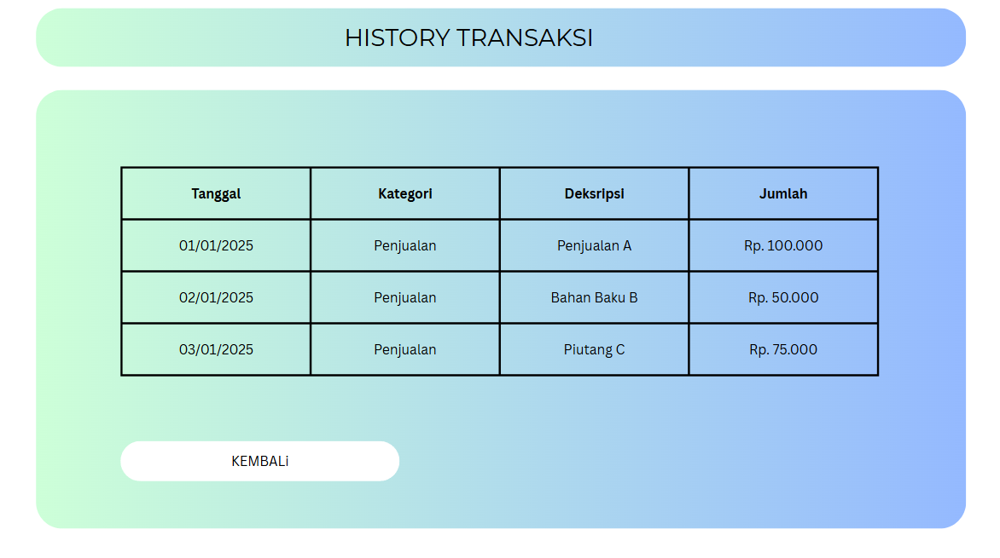 HISTORY TRANSAKSI
Tanggal Kategori Deksripsi Jumlah
01/01/2025 Penjualan Penjualan A Rp. 100.000
02/01/2025 Penjualan Bahan Baku B Rp. 50.000
03/01/2025 Penjualan Piutang C Rp. 75.000
KEMBALi